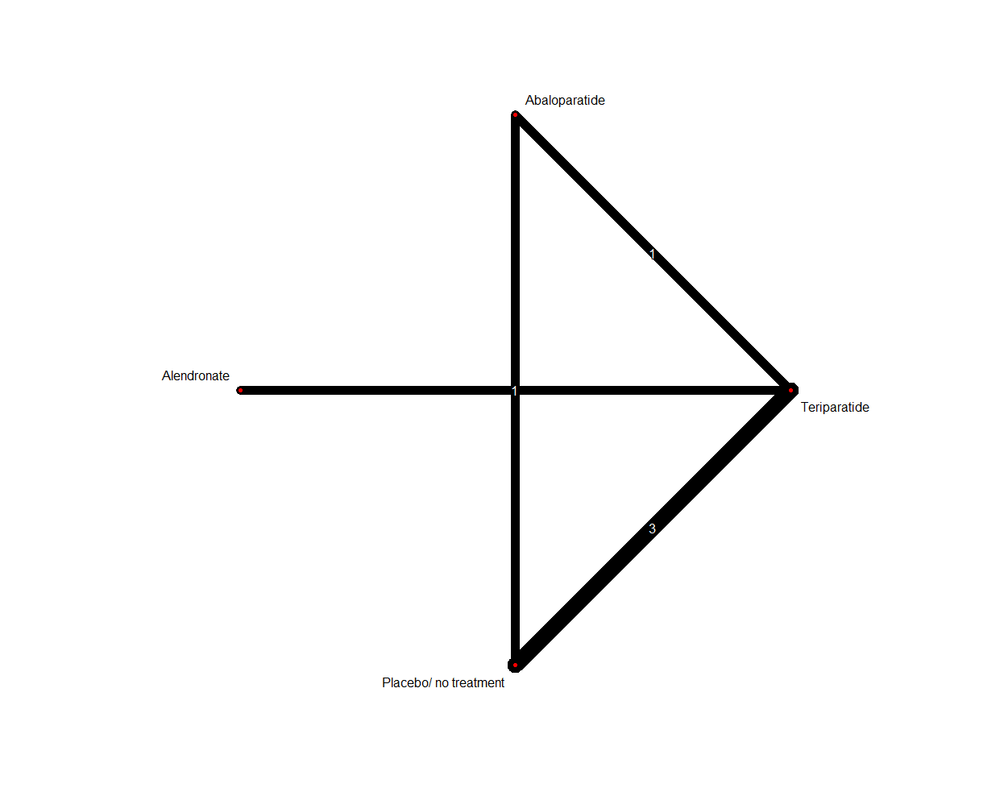 Abaloparatide
1
Alendronate
1
Teriparatide
3
Placebo/ no treatment